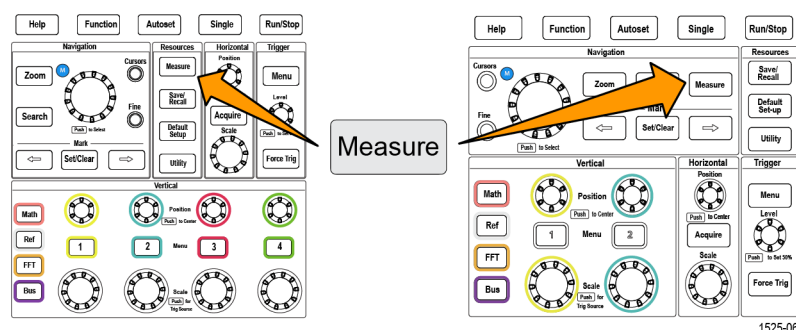 Help Function Autoset Single Run/Stop
Navigation Resources Horizontal Trigger
Zoom M Cursors Measure Position Menu
Save/
Recall
Level
Search Fine Acquire
Push to Select Default
Setup
Scale Push
Mark
Set/Clear Utility Force Trig
Vertical
Math Position
Push to Center
Ref 1 2 Menu 3 4
FFT
Bus Scale
Push for
Trig Source
Measure
Help Function Autoset Single Run/Stop
Navigation Resources
Cursors M Zoom Measure Save/
Recall
Fine Default
Set-up
Set/Clear Utility
Push to Select
Vertical Horizontal Trigger
Position
Math Position Menu
Push to Center Push to Center Level
Ref 1 Menu 2 Acquire
FFT Scale Push to Set 50%
Bus Scale Force Trig
Push for
Trig Source
1525-06